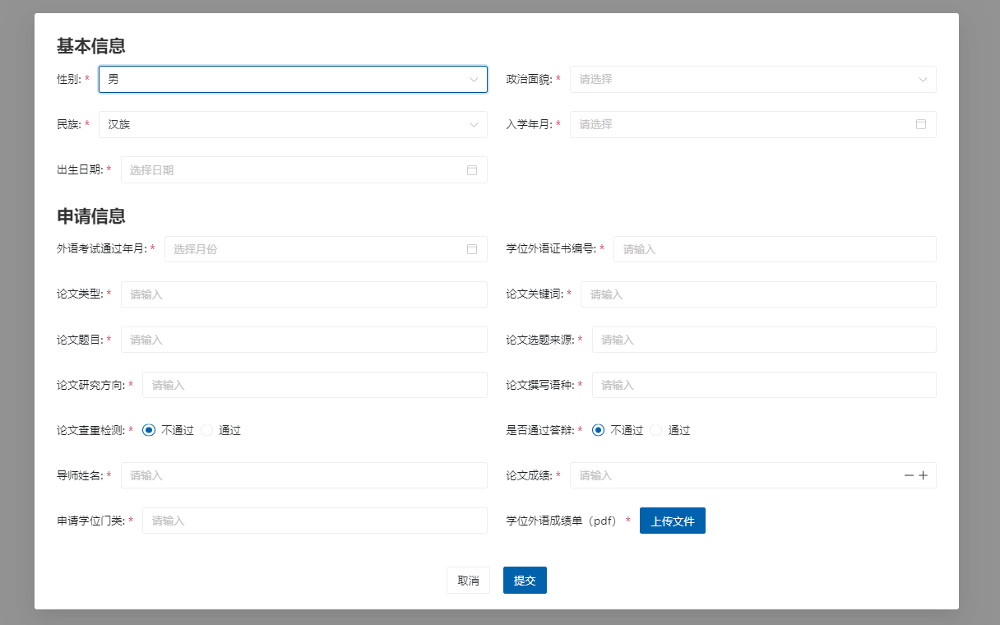 基本信息
性别: * 男 政治面貌: * 请选择
民族: * 汉族 入学年月: * 请选择
出生日期: * 选择日期
申请信息
外语考试通过年月: * 选择月份 学位外语证书编号: * 请输入
论文类型: * 请输入 论文关键词: * 请输入
论文题目: * 请输入 论文选题来源: * 请输入
论文研究方向: * 请输入 论文撰写语种: * 请输入
论文查重检测: * 不通过 通过 是否通过答辩: * 不通过 通过
导师姓名: * 请输入 论文成绩: * 请输入
申请学位门类: * 请输入 学位外语成绩单（pdf） * 上传文件
取消 提交